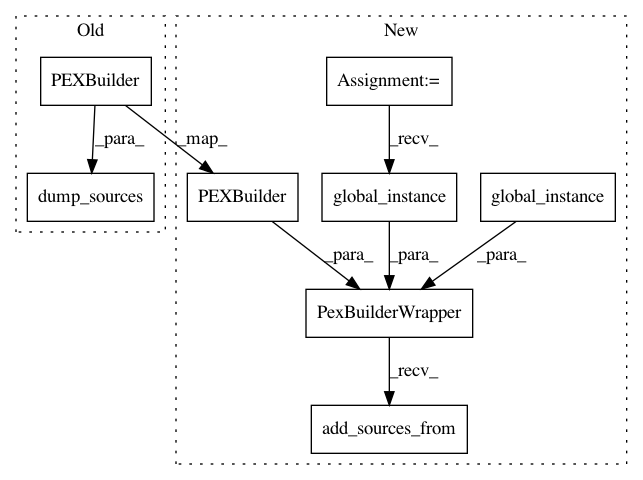 Old
New
PEXBuilder
Assignment:=
_para_
_map_
_recv_
dump_sources
PEXBuilder
global_instance
global_instance
_para_
_para_
_para_
PexBuilderWrapper
_recv_
add_sources_from